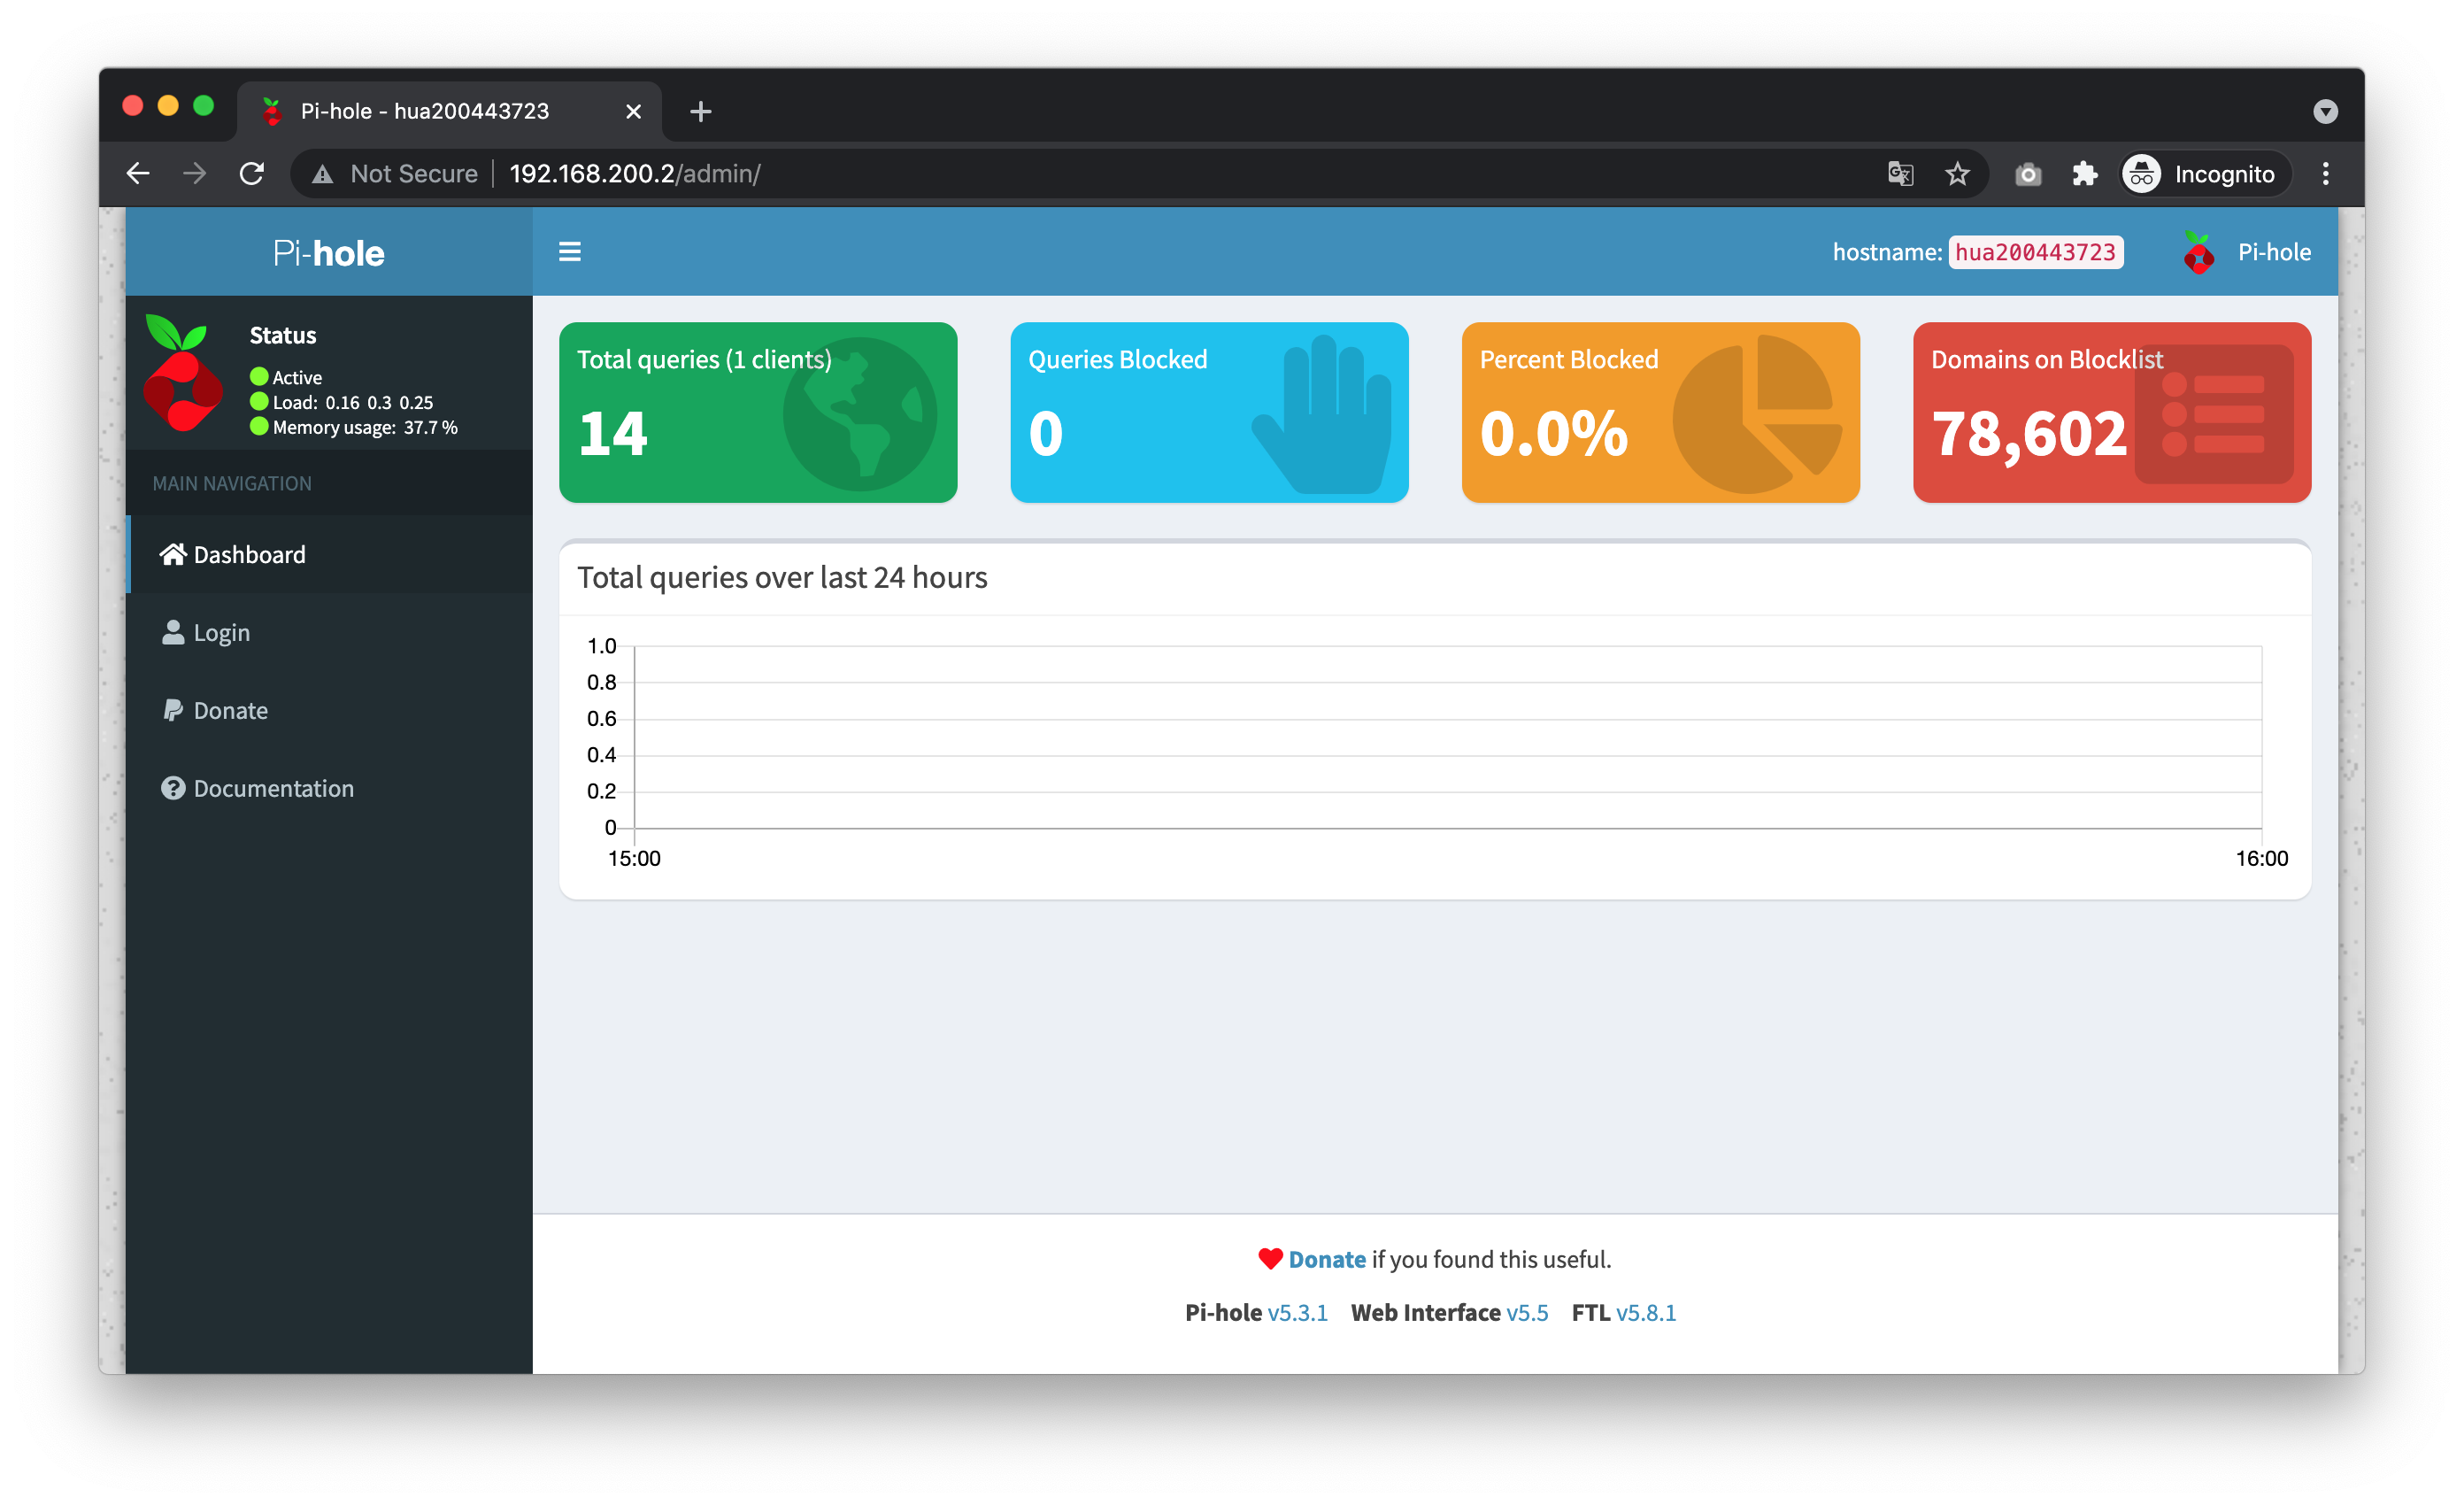 Pi-hole - hua200443723
Not Secure 192.168.200.2/admin/ Incognito
Pi-hole hostname: hua200443723 Pi-hole
Status
Active
Load: 0.16 0.3 0.25
Memory usage: 37.7 %
MAIN NAVIGATION
Dashboard
Login
Donate
Documentation
Total queries (1 clients)
14
Queries Blocked
0
Percent Blocked
0.0%
Domains on Blocklist
78,602
Total queries over last 24 hours
1.0
0.8
0.6
0.4
0.2
0
15:00 16:00
Donate if you found this useful.
Pi-hole v5.3.1 Web Interface v5.5 FTL v5.8.1